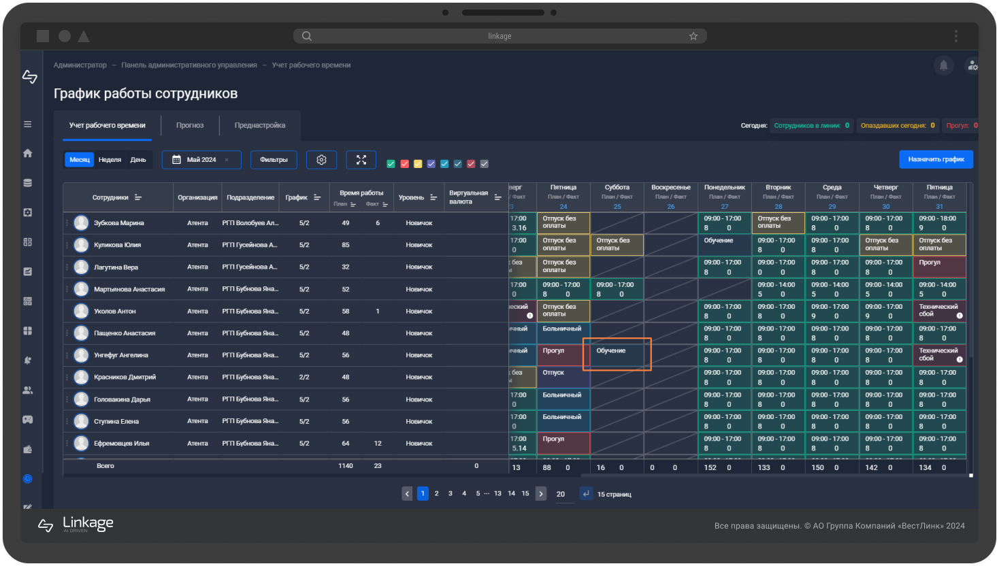 linkage
Администратор – Панель административного управления – Учет рабочего времени
График работы сотрудников
Учет рабочего времени Прогноз Преднастройка
Сегодня: Сотрудников в линии: 0 Опаздавших сегодня: 0 Прогул: 0
Месяц Неделя День Май 2024 × Фильтры Назначить график
Сотрудники Организация Подразделение График Время работы План Факт Уровень Виртуальная валюта
верг Пятница Суббота Воскресенье Понедельник Вторник Среда Четверг Пятница
/ Факт План / Факт План / Факт План / Факт План / Факт План / Факт План / Факт План / Факт План / Факт
3 24 25 26 27 28 29 30 31
Зубкова Марина Атента РГП Волобуев Ал... 5/2 49 6 Новичок
17:00 Отпуск без оплаты 09:00 - 17:00 Отпуск без оплаты 09:00 - 17:00 09:00 - 17:00 09:00 - 18:00
3.16 8 0 8 0 8 0 9 0
Куликова Юлия Атента РГП Гусейнова А... 5/2 85 Новичок
17:00 Отпуск без оплаты Отпуск без оплаты Обучение 09:00 - 17:00 09:00 - 17:00 Отпуск без оплаты Отпуск без оплаты
0 8 0 8 0
Лагутина Вера Атента РГП Гусейнова А... 5/2 32 Новичок
без Отпуск без оплаты 09:00 - 17:00 09:00 - 17:00 09:00 - 17:00 09:00 - 17:00 Прогул
ы 8 0 0 0 8 0 8 0
Мартьянова Анастасия Атента РГП Бубнова Яна... 5/2 52 Новичок
17:00 09:00 - 17:00 09:00 - 17:00 09:00 - 14:00 09:00 - 14:00 09:00 - 14:00 09:00 - 14:00
0 8 0 8 0 5 0 5 0 5 0 5 0
Уколов Антон Атента РГП Бубнова Яна... 5/2 58 1 Новичок
еский Отпуск без оплаты 09:00 - 17:00 09:00 - 17:00 09:00 - 17:00 09:00 - 17:00 Технический сбой
8 0 8 0 9 0 9 0
Пащенко Анастасия Атента РГП Бубнова Яна... 5/2 48 Новичок
ичный Больничный 09:00 - 17:00 09:00 - 17:00 09:00 - 17:00 09:00 - 17:00 09:00 - 17:00
8 0 8 0 8 0 8 0 8 0
Унгефуг Ангелина Атента РГП Бубнова Яна... 5/2 56 Новичок
ичный Прогул Обучение 09:00 - 17:00 09:00 - 17:00 09:00 - 17:00 09:00 - 17:00 Технический сбой
8 0 8 0 8 0 8 0
Красников Дмитрий Атента РГП Бубнова Яна... 2/2 48 Новичок
без Отпуск 09:00 - 17:00 09:00 - 17:00 09:00 - 17:00 09:00 - 17:00 09:00 - 17:00
ы 8 0 8 0 8 0 8 0 8 0
Головакина Дарья Атента РГП Бубнова Яна... 5/2 56 Новичок
17:00 Больничный 09:00 - 17:00 09:00 - 17:00 09:00 - 17:00 09:00 - 17:00 09:00 - 17:00
0 8 0 8 0 8 0 8 0 8 0
Ступина Елена Атента РГП Бубнова Яна... 5/2 56 Новичок
17:00 Больничный 09:00 - 17:00 09:00 - 17:00 09:00 - 17:00 09:00 - 17:00 09:00 - 17:00
0 8 0 8 0 8 0 8 0 8 0
Ефремовцев Илья Атента РГП Бубнова Яна... 5/2 64 12 Новичок
17:00 Прогул 09:00 - 17:00 09:00 - 17:00 09:00 - 17:00 09:00 - 17:00 09:00 - 17:00
5.14 8 0 8 0 8 0 8 0 8 0
Всего 1140 23 0 13 88 0 16 0 0 0 152 0 133 0 150 0 142 0 134 0
1 2 3 4 5 ... 13 14 15 20 15 страниц
Linkage
AI DRIVEN
Все права защищены. © АО Группа Компаний «ВестЛинк» 2024